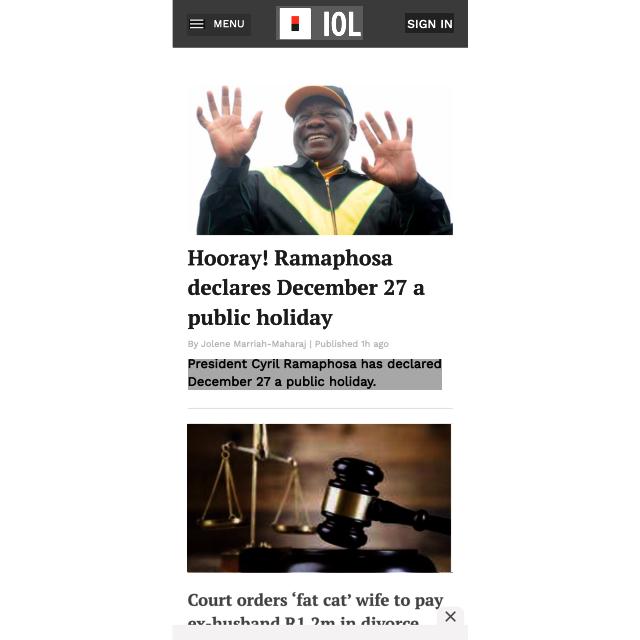 MENU
IOL
SIGN IN
Hooray! Ramaphosa
declares December 27 a
public holiday
By Jolene Marriah-Maharaj | Published 1h ago
President Cyril Ramaphosa has declared
December 27 a public holiday.
Court orders ‘fat cat’ wife to pay
ex-husband R1.2m in divorce